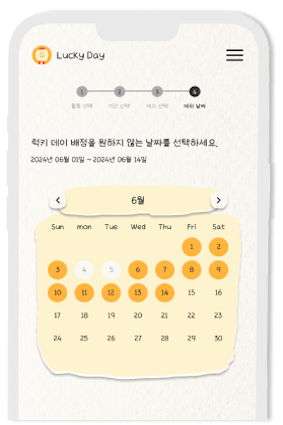 Lucky Day
1 2 3 4
활동 선택 기간 선택 예외 날짜
럭키 데이 배정을 원하지 않는 날짜를 선택하세요.
2024년 06월 01일 ~ 2024년 06월 14일
< 6월 >
Sun mon Tue Wed Thu Fri Sat
1 2
3 4 5 6 7 8 9
10 11 12 13 14 15 16
17 18 19 20 21 22 23
24 25 26 27 28 29 30